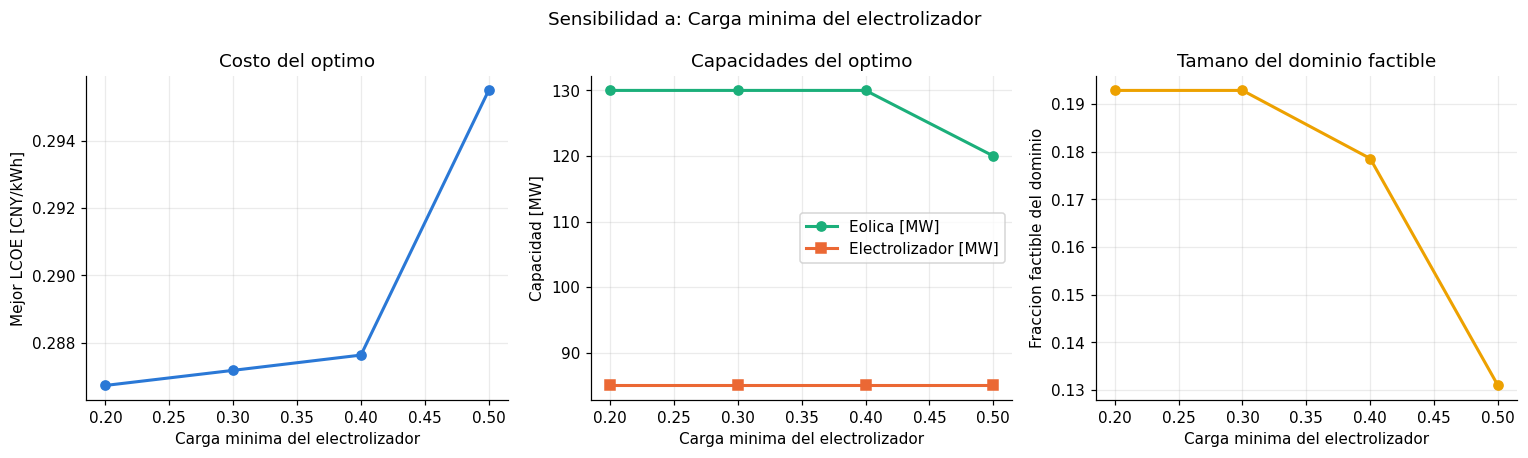 Sensibilidad a: Carga minima del electrolizador
Costo del optimo
Mejor LCOE [CNY/kWh]
0.294
0.292
0.290
0.288
0.20 0.25 0.30 0.35 0.40 0.45 0.50
Carga minima del electrolizador
Capacidades del optimo
Capacidad [MW]
130
120
110
100
90
Eolica [MW]
Electrolizador [MW]
0.20 0.25 0.30 0.35 0.40 0.45 0.50
Carga minima del electrolizador
Tamano del dominio factible
Fraccion factible del dominio
0.19
0.18
0.17
0.16
0.15
0.14
0.13
0.20 0.25 0.30 0.35 0.40 0.45 0.50
Carga minima del electrolizador